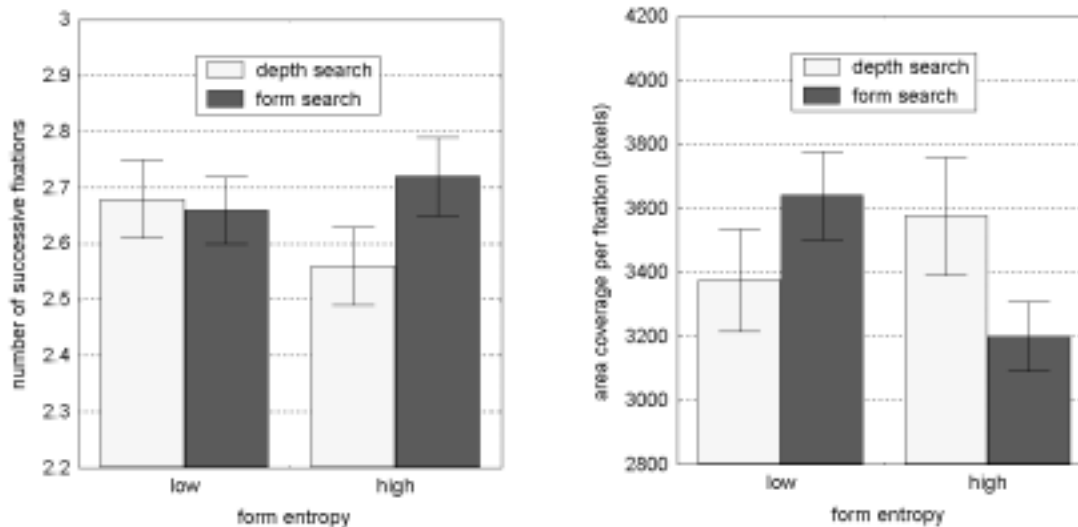 3
2.9
2.8
2.7
2.6
2.5
2.4
2.3
2.2
number of successive fixations
depth search
form search
low
high
form entropy
4200
4000
3800
3600
3400
3200
3000
2800
area coverage per fixation (pixels)
depth search
form search
low
high
form entropy